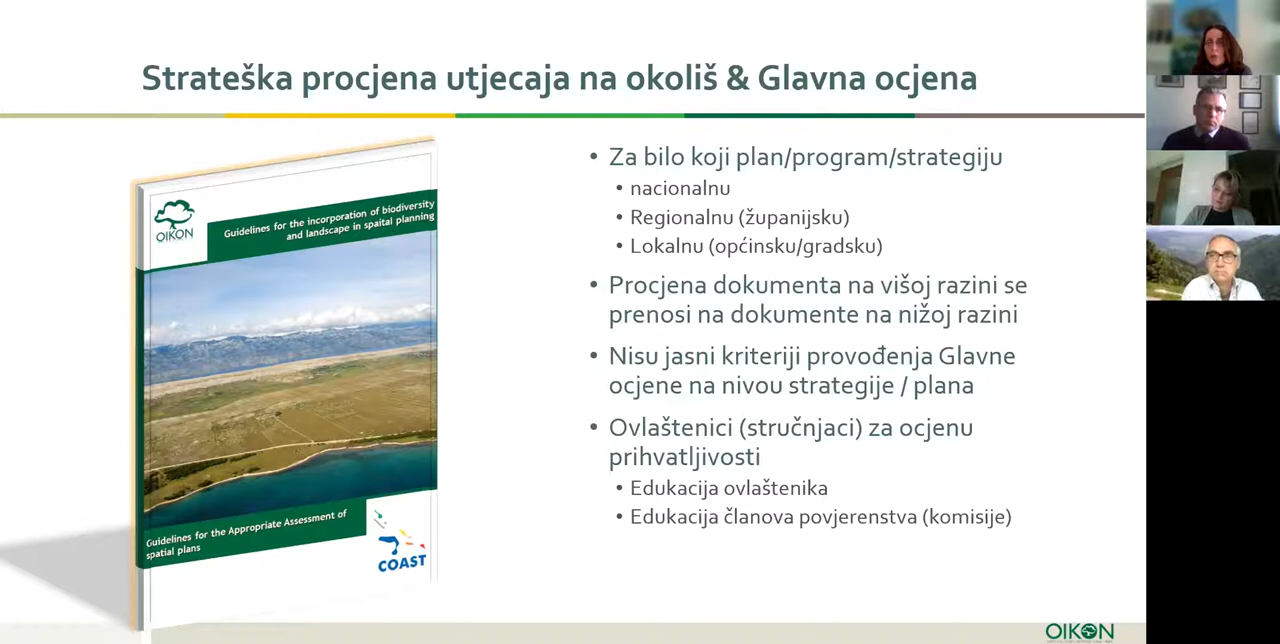 Strateška procjena utjecaja na okoliš & Glavna ocjena
OIKON
Guidelines for the incorporation of biodiversity
and landscape in spaital planning
Guidelines for the Appropriate Assessment of
spatial plans
COAST
• Za bilo koji plan/program/strategiju
• nacionalnu
• Regionalnu (županijsku)
• Lokalnu (općinsku/gradsku)
• Procjena dokumenta na višoj razini se
prenosi na dokumente na nižoj razini
• Nisu jasni kriteriji provođenja Glavne
ocjene na nivou strategije / plana
• Ovlaštenici (stručnjaci) za ocjenu
prihvatljivosti
• Edukacija ovlaštenika
• Edukacija članova povjerenstva (komisije)
OIKON